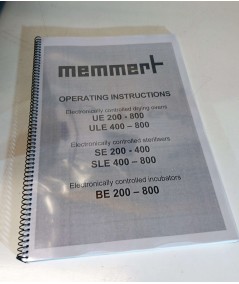 memmert
OPERATING INSTRUCTIONS
Electronically controlled drying ovens
UE 200 - 800
ULE 400 – 800
Electronically controlled sterilisers
SE 200 - 400
SLE 400 – 800
Electronically controlled incubators
BE 200 – 800